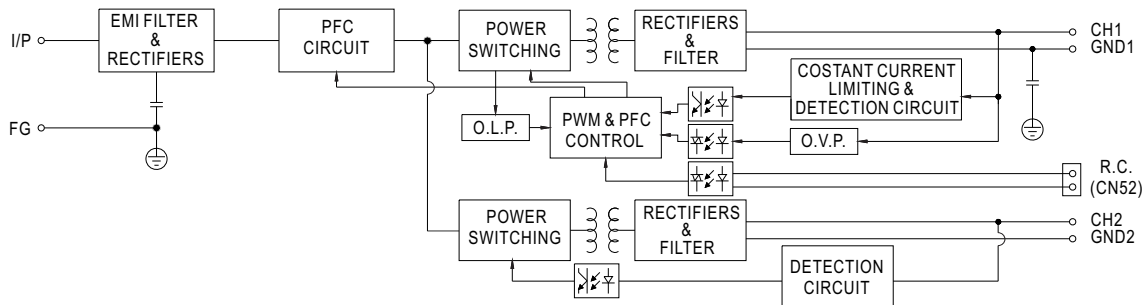 I/P
EMI FILTER
&
RECTIFIERS
PFC
CIRCUIT
POWER
SWITCHING
RECTIFIERS
&
FILTER
CH1
GND1
COSTANT CURRENT
LIMITING &
DETECTION CIRCUIT
FG
O.L.P.
PWM & PFC
CONTROL
O.V.P.
R.C.
(CN52)
POWER
SWITCHING
RECTIFIERS
&
FILTER
CH2
GND2
DETECTION
CIRCUIT